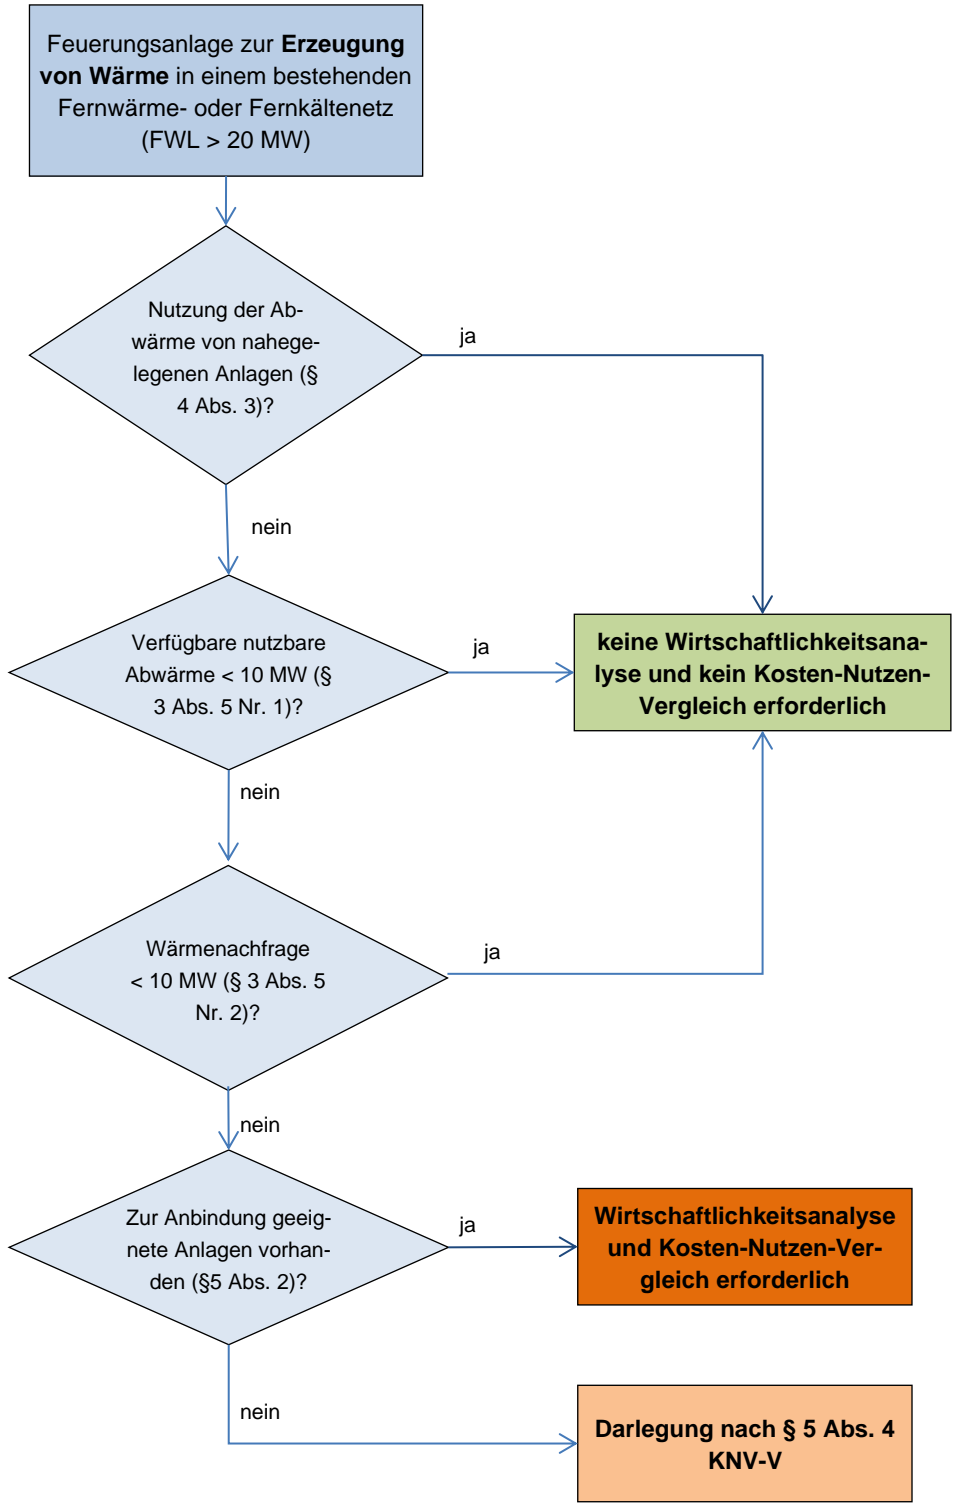 Feuerungsanlage zur Erzeugung
von Wärme in einem bestehenden
Fernwärme- oder Fernkältenetz
(FWL > 20 MW)
Nutzung der Ab-
wärme von nahege-
legenen Anlagen (§
4 Abs. 3)?
ja
nein
Verfügbare nutzbare
Abwärme < 10 MW (§
3 Abs. 5 Nr. 1)?
ja
keine Wirtschaftlichkeitsana-
lyse und kein Kosten-Nutzen-
Vergleich erforderlich
nein
Wärmenachfrage
< 10 MW (§ 3 Abs. 5
Nr. 2)?
ja
nein
Zur Anbindung geeig-
nete Anlagen vorhan-
den (§5 Abs. 2)?
ja
Wirtschaftlichkeitsanalyse
und Kosten-Nutzen-Ver-
gleich erforderlich
nein
Darlegung nach § 5 Abs. 4
KNV-V